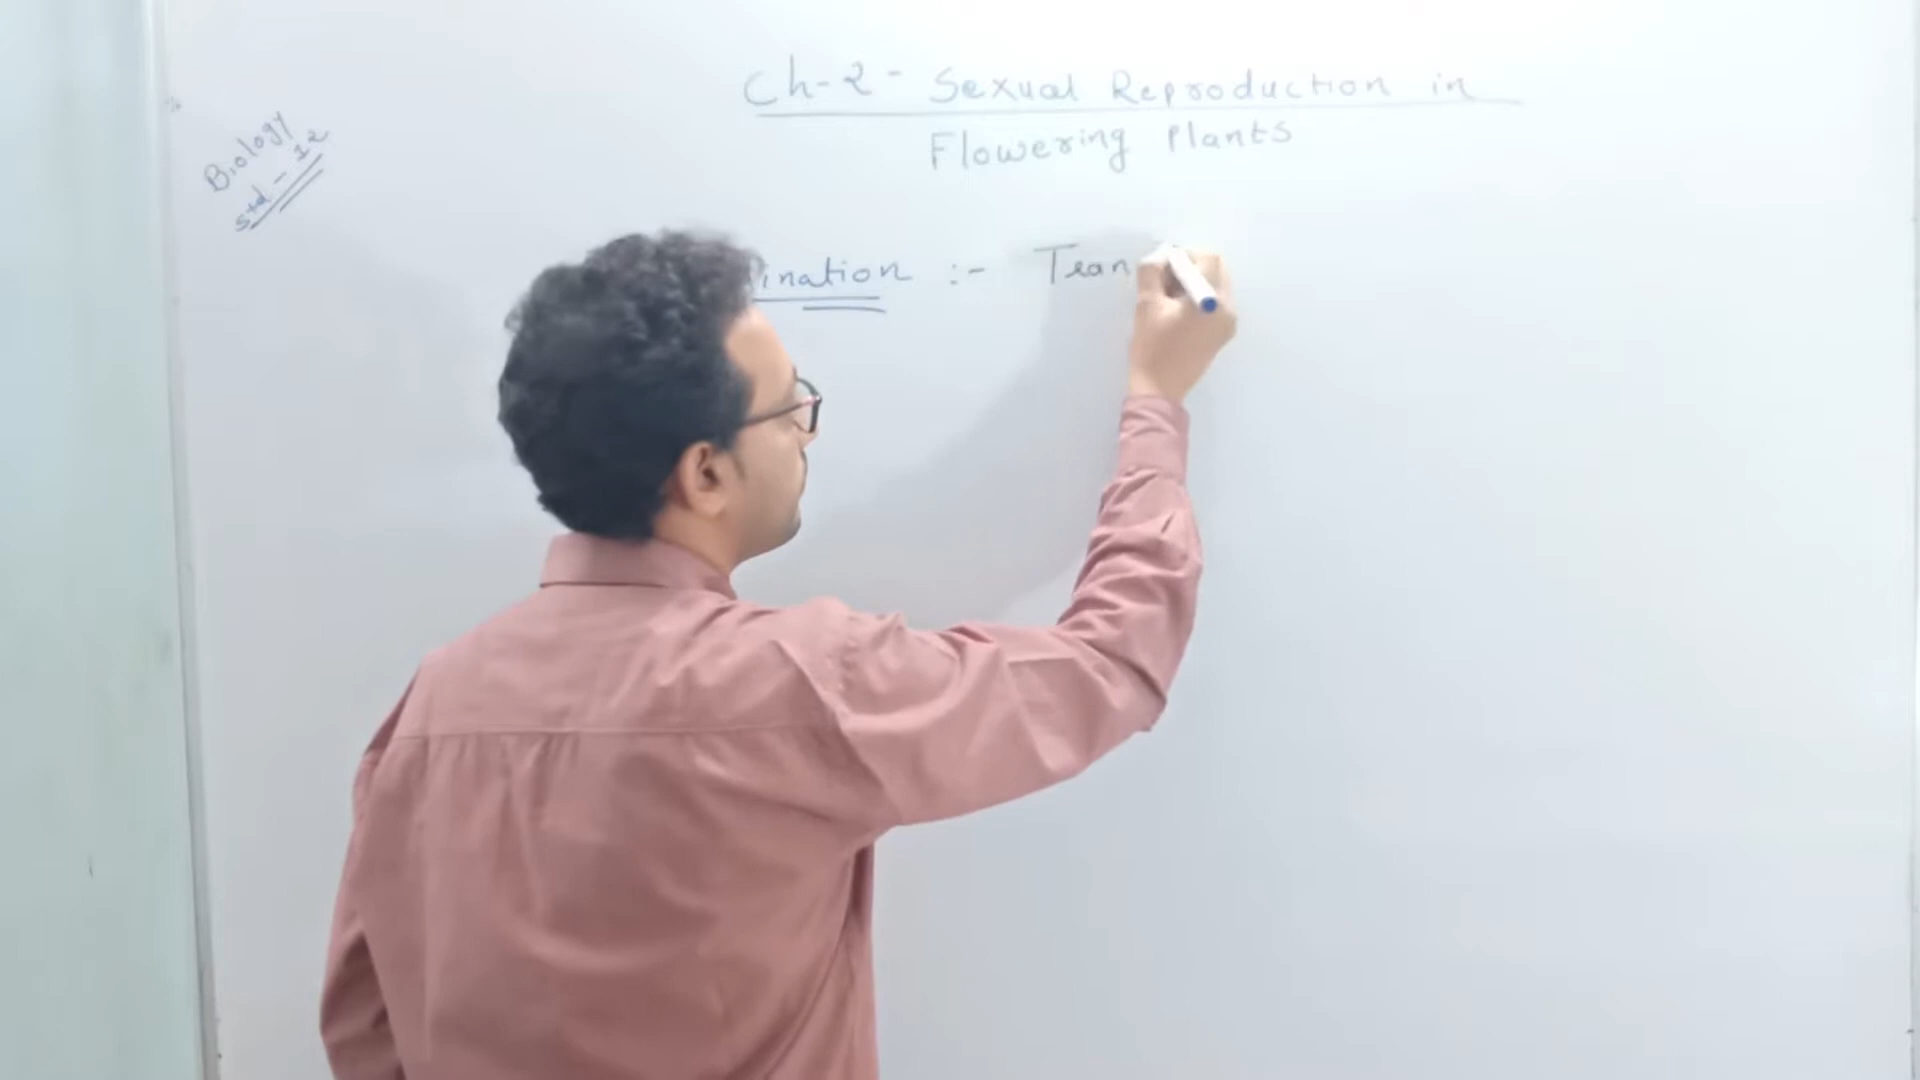 Ch-2- Sexual Reproduction in
Flowering Plants
Biology
Std - 12
ination :- Tran